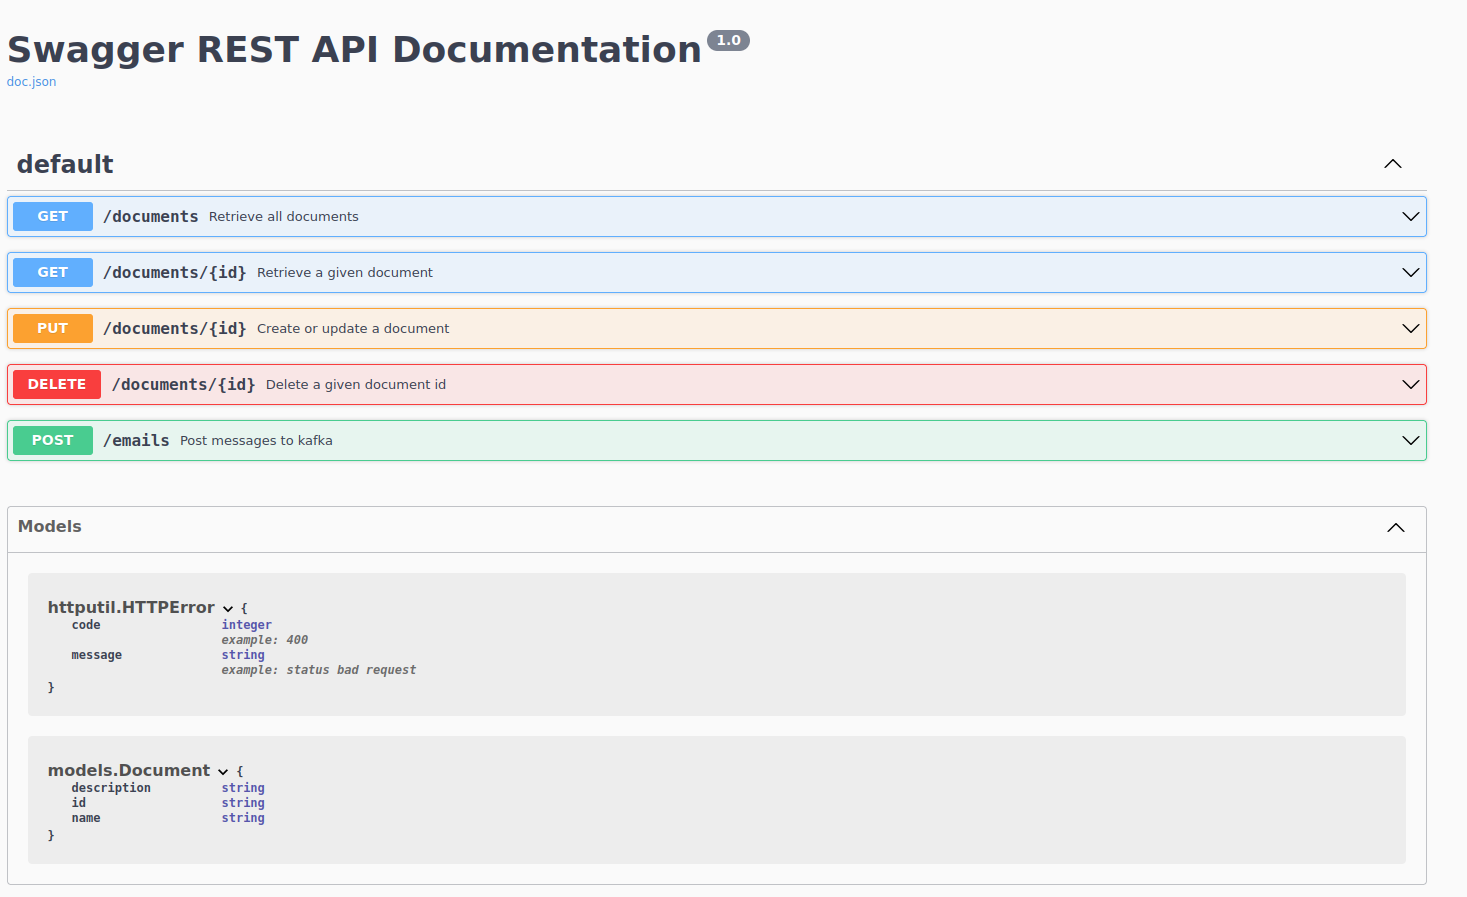 Swagger REST API Documentation 1.0
doc.json
default
GET /documents Retrieve all documents
GET /documents/{id} Retrieve a given document
PUT /documents/{id} Create or update a document
DELETE /documents/{id} Delete a given document id
POST /emails Post messages to kafka
Models
httputil.HTTPError {
code integer
example: 400
message string
example: status bad request
}
models.Document {
description string
id string
name string
}